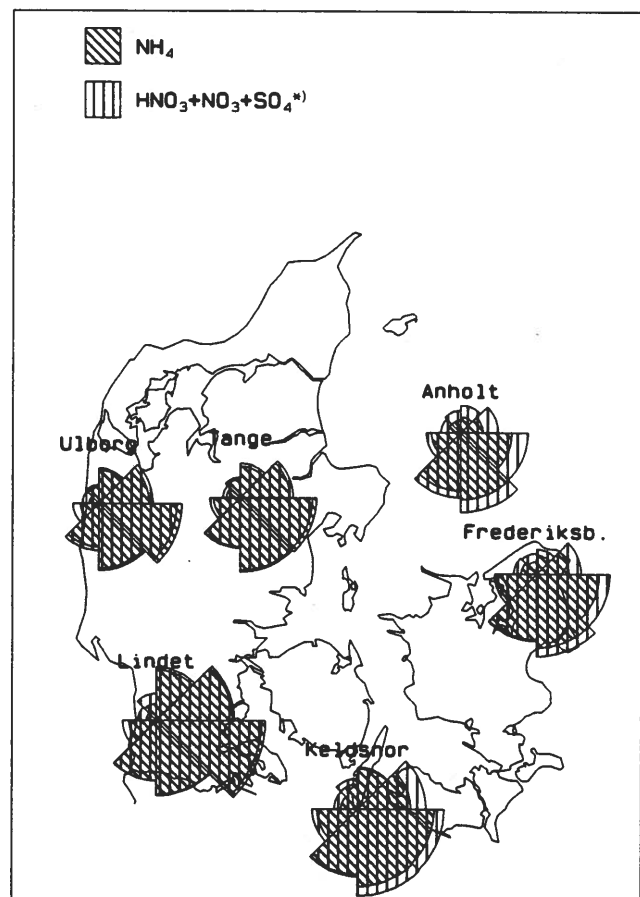 NH₄
HNO₃+NO₃+SO₄*)
Anholt
Ulborg
Tange
Frederiksb.
Lindet
Keldsnor